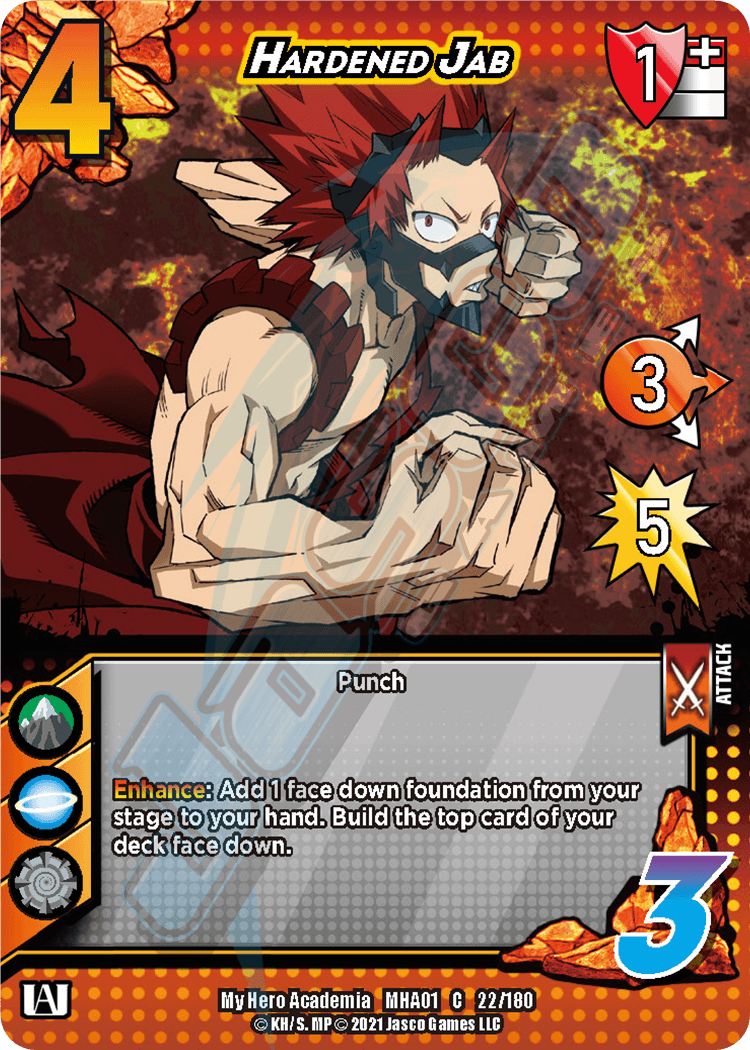 4
HARDENED JAB
1
3
5
ATTACK
Punch
Enhance: Add 1 face down foundation from your
stage to your hand. Build the top card of your
deck face down.
3
UA
My Hero Academia MHA01 C 22/180
© KH/S. MP © 2021 Jasco Games LLC